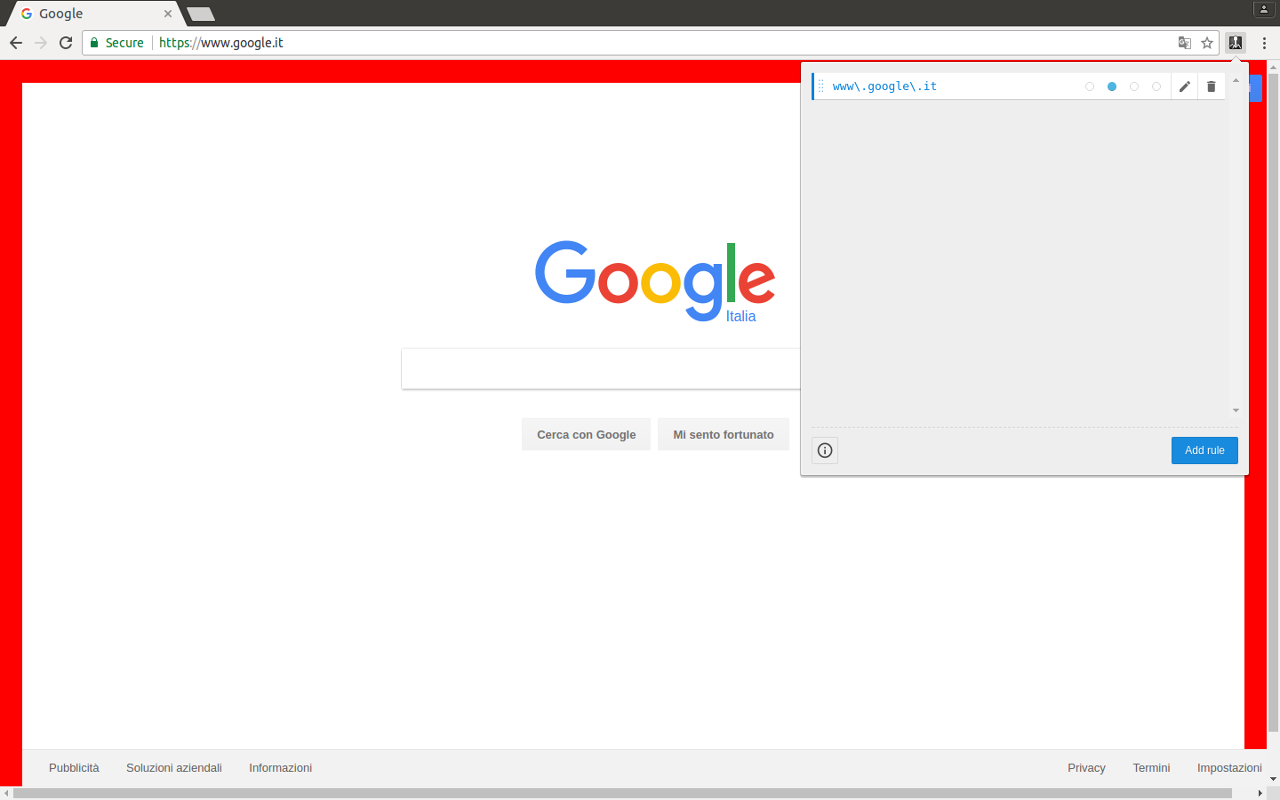 Google
Secure
https://www.google.it
www\.google\.it
Google
Italia
Cerca con Google
Mi sento fortunato
Add rule
Pubblicità
Soluzioni aziendali
Informazioni
Privacy
Termini
Impostazioni